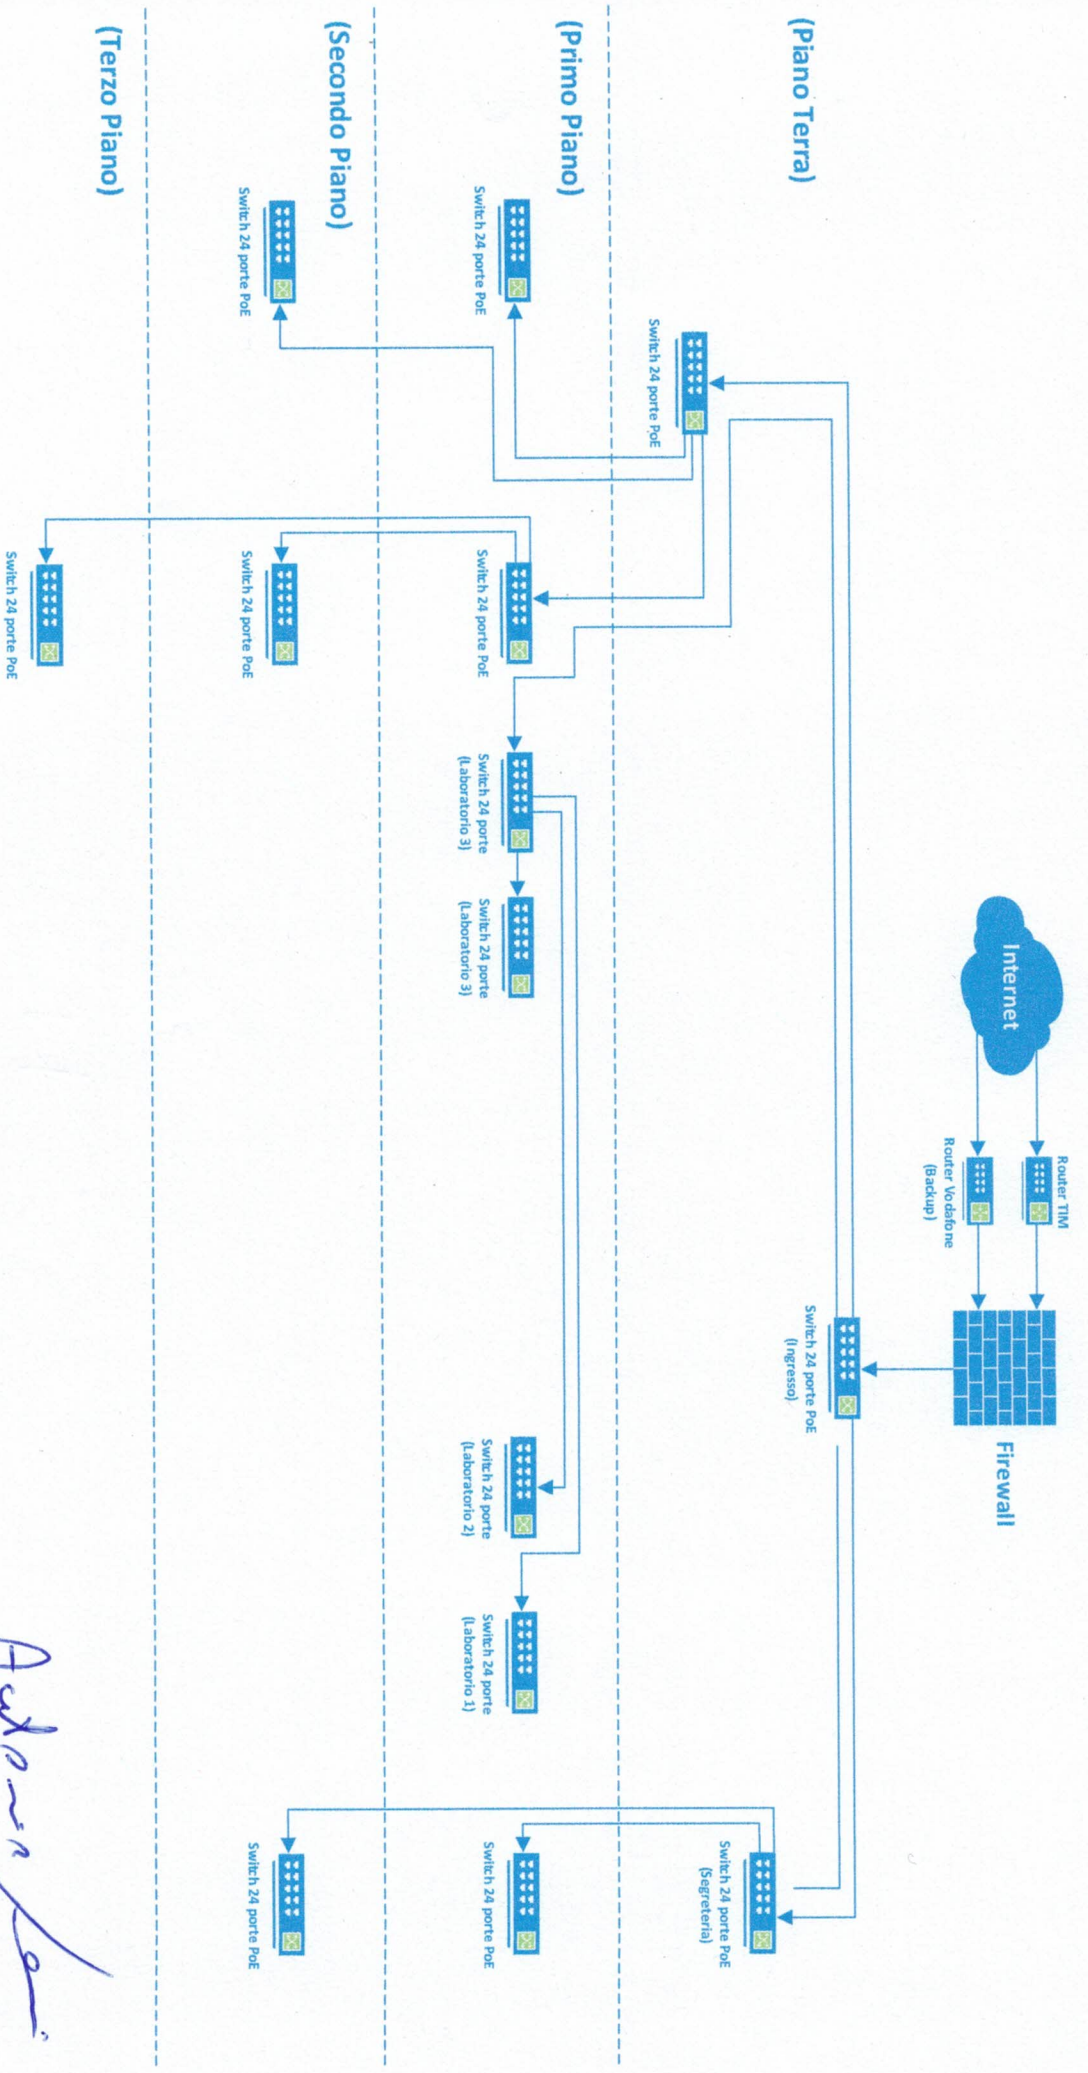 Internet
Router TIM
Router Vodafone
(Backup)
Firewall
(Piano Terra)
Switch 24 porte PoE
(Ingresso)
Switch 24 porte PoE
Switch 24 porte PoE
(Segreteria)
(Primo Piano)
Switch 24 porte PoE
Switch 24 porte PoE
Switch 24 porte
(Laboratorio 3)
Switch 24 porte
(Laboratorio 3)
Switch 24 porte
(Laboratorio 2)
Switch 24 porte
(Laboratorio 1)
Switch 24 porte PoE
(Secondo Piano)
Switch 24 porte PoE
Switch 24 porte PoE
Switch 24 porte PoE
(Terzo Piano)
Switch 24 porte PoE